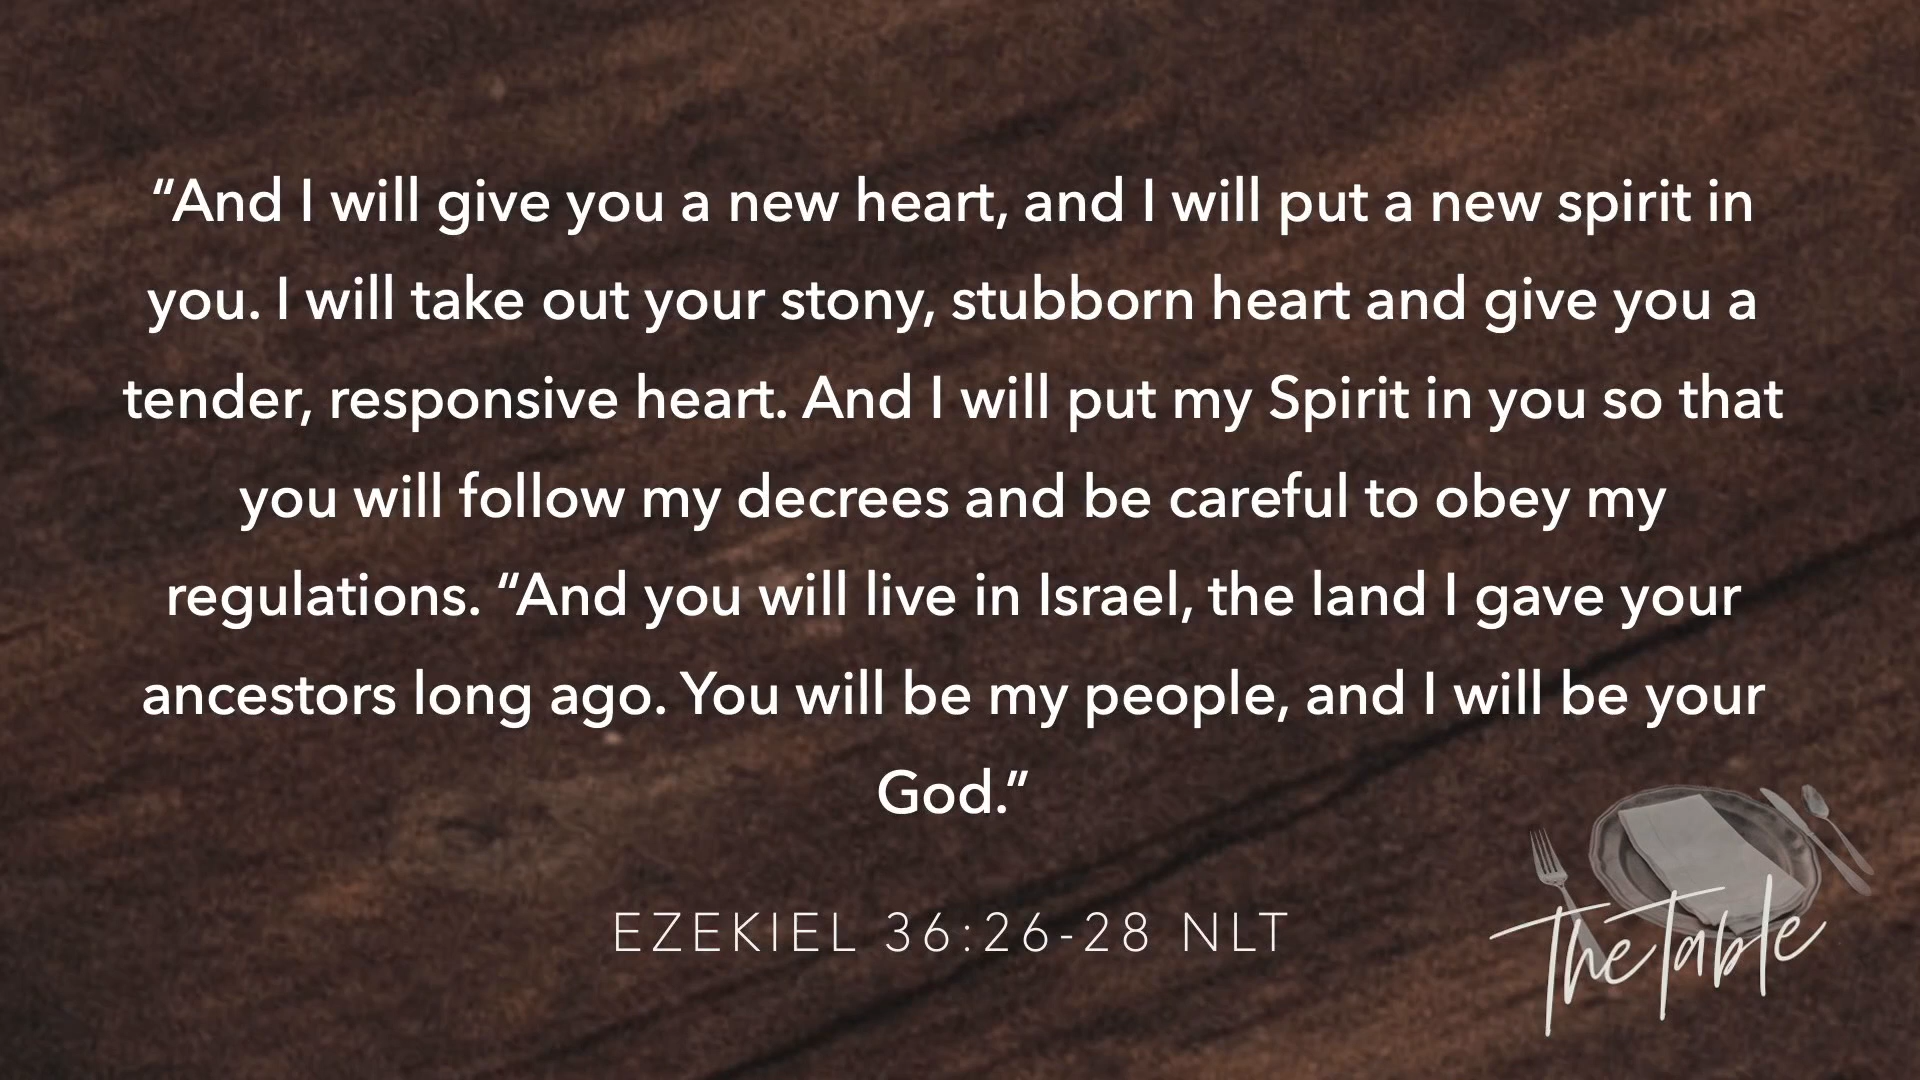 “And I will give you a new heart, and I will put a new spirit in
you. I will take out your stony, stubborn heart and give you a
tender, responsive heart. And I will put my Spirit in you so that
you will follow my decrees and be careful to obey my
regulations. “And you will live in Israel, the land I gave your
ancestors long ago. You will be my people, and I will be your
God.”
EZEKIEL 36:26-28 NLT
The Table